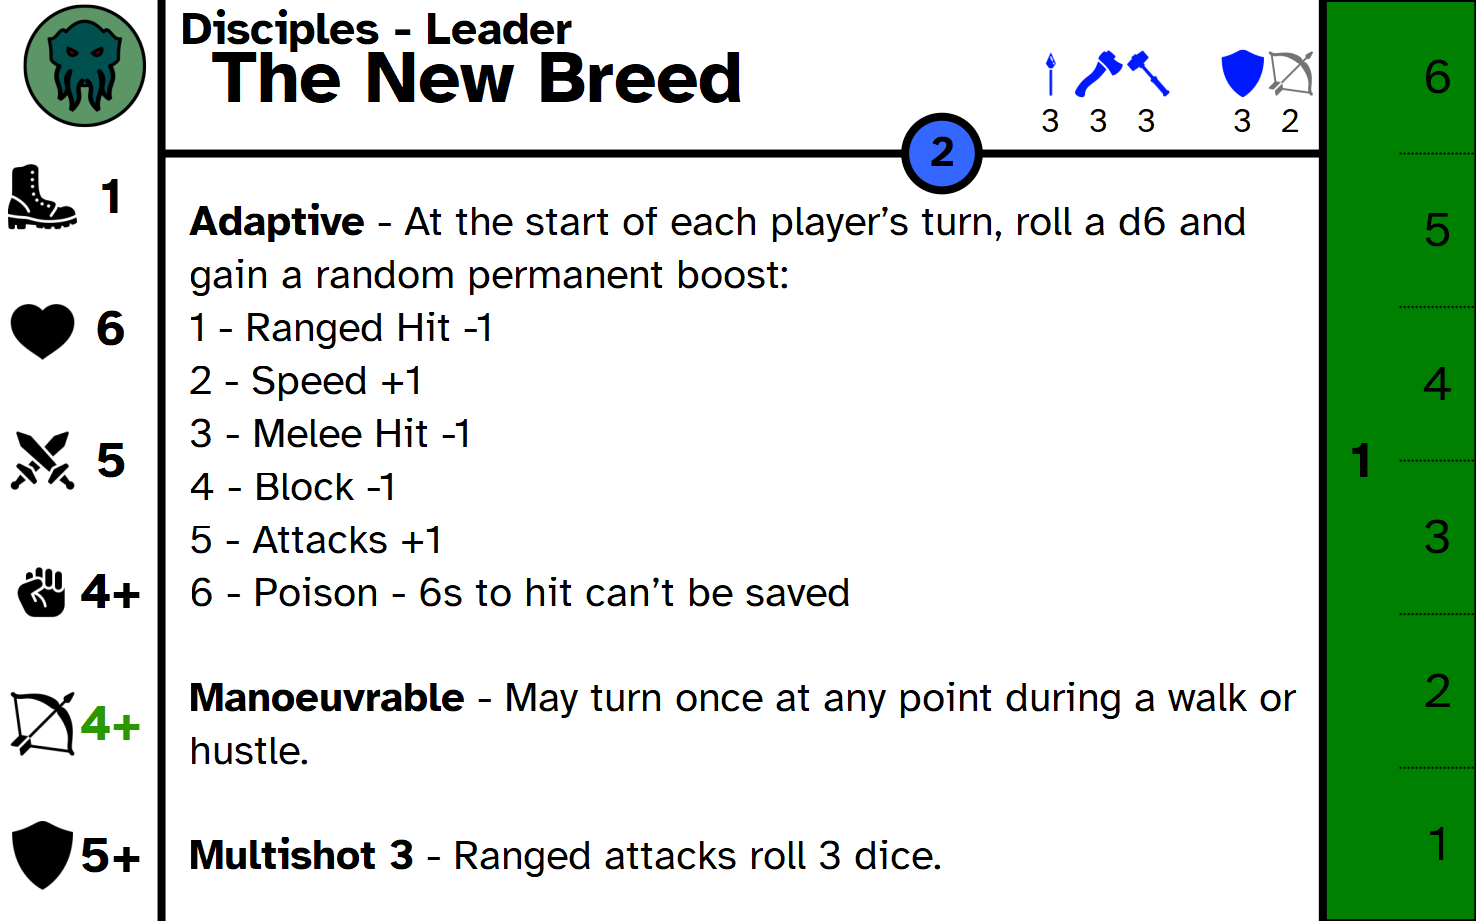 Disciples - Leader
The New Breed
3 3 3 3 2
2
1
6
5
4+
4+
5+
Adaptive - At the start of each player’s turn, roll a d6 and
gain a random permanent boost:
1 - Ranged Hit -1
2 - Speed +1
3 - Melee Hit -1
4 - Block -1
5 - Attacks +1
6 - Poison - 6s to hit can’t be saved
Manoeuvrable - May turn once at any point during a walk or
hustle.
Multishot 3 - Ranged attacks roll 3 dice.
1
6
5
4
3
2
1